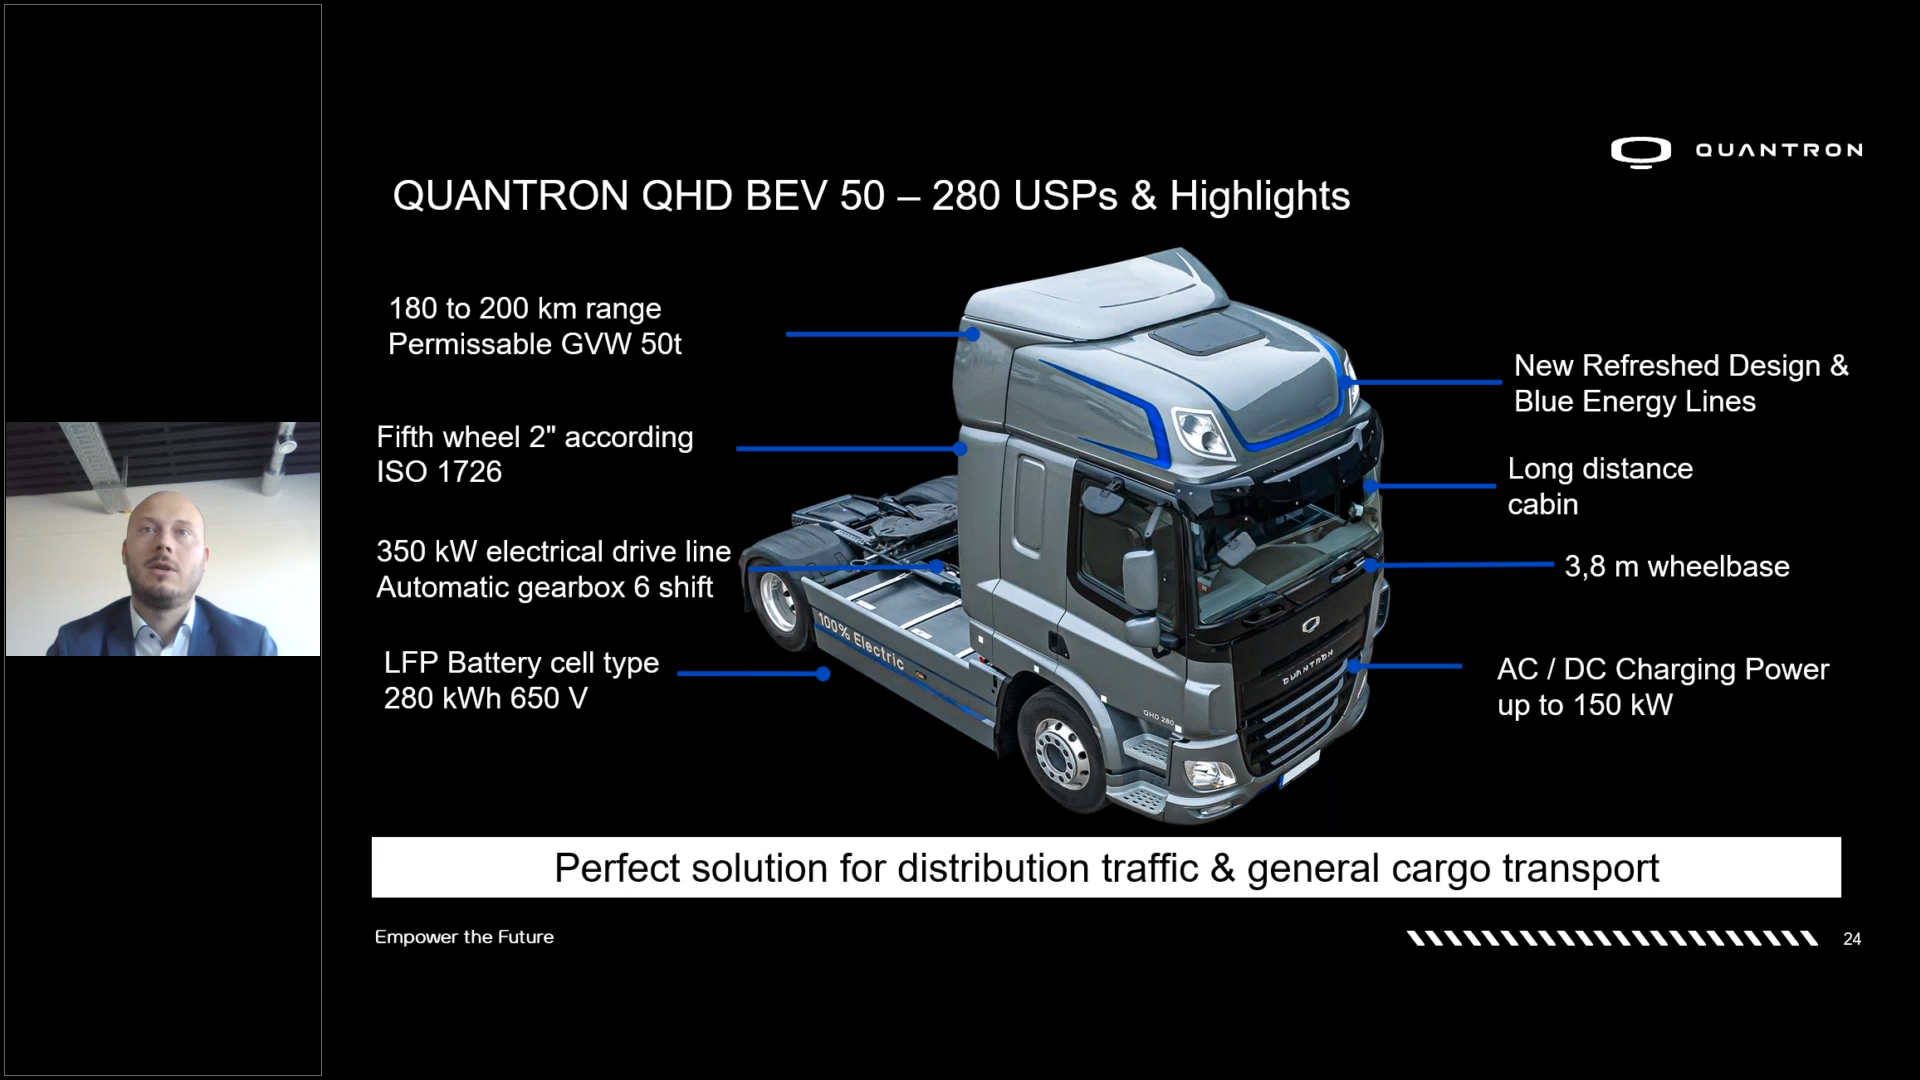 QUANTRON
QUANTRON QHD BEV 50 – 280 USPs & Highlights
180 to 200 km range
Permissable GVW 50t
Fifth wheel 2" according
ISO 1726
350 kW electrical drive line
Automatic gearbox 6 shift
LFP Battery cell type
280 kWh 650 V
New Refreshed Design &
Blue Energy Lines
Long distance
cabin
3,8 m wheelbase
AC / DC Charging Power
up to 150 kW
100% Electric
QUANTRON
QHD 280
Perfect solution for distribution traffic & general cargo transport
Empower the Future
24